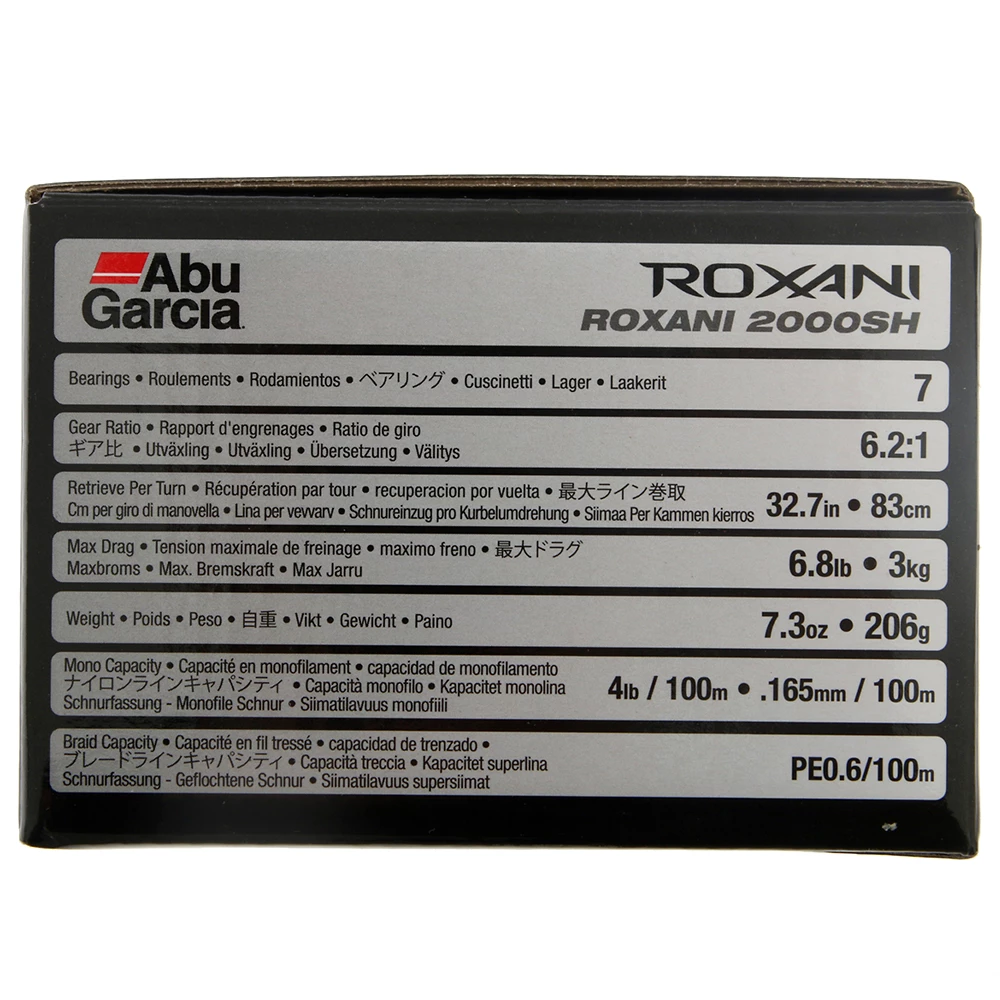 Abu
Garcia
ROXANI
ROXANI 2000SH
Bearings • Roulements • Rodamientos • ベアリング • Cuscinetti • Lager • Laakerit
7
Gear Ratio • Rapport d'engrenages • Ratio de giro
ギア比 • Utväxling • Utväxling • Übersetzung • Välitys
6.2:1
Retrieve Per Turn • Récupération par tour • recuperacion por vuelta • 最大ライン巻取
Cm per giro di manovella • Lina per vevvarv • Schnureinzug pro Kurbelumdrehung • Siimaa Per Kammen kierros
32.7in • 83cm
Max Drag • Tension maximale de freinage • maximo freno • 最大ドラグ
Maxbroms • Max. Bremskraft • Max Jarru
6.8lb • 3kg
Weight • Poids • Peso • 自重 • Vikt • Gewicht • Paino
7.3oz • 206g
Mono Capacity • Capacité en monofilament • capacidad de monofilamento
ナイロンラインキャパシティ • Capacità monofilo • Kapacitet monolina
Schnurfassung - Monofile Schnur • Siimatilavuus monofiili
4lb / 100m • .165mm / 100m
Braid Capacity • Capacité en fil tressé • capacidad de trenzado •
ブレードラインキャパシティ • Capacità treccia • Kapacitet superlina
Schnurfassung - Geflochtene Schnur • Siimatilavuus supersiimat
PE0.6/100m